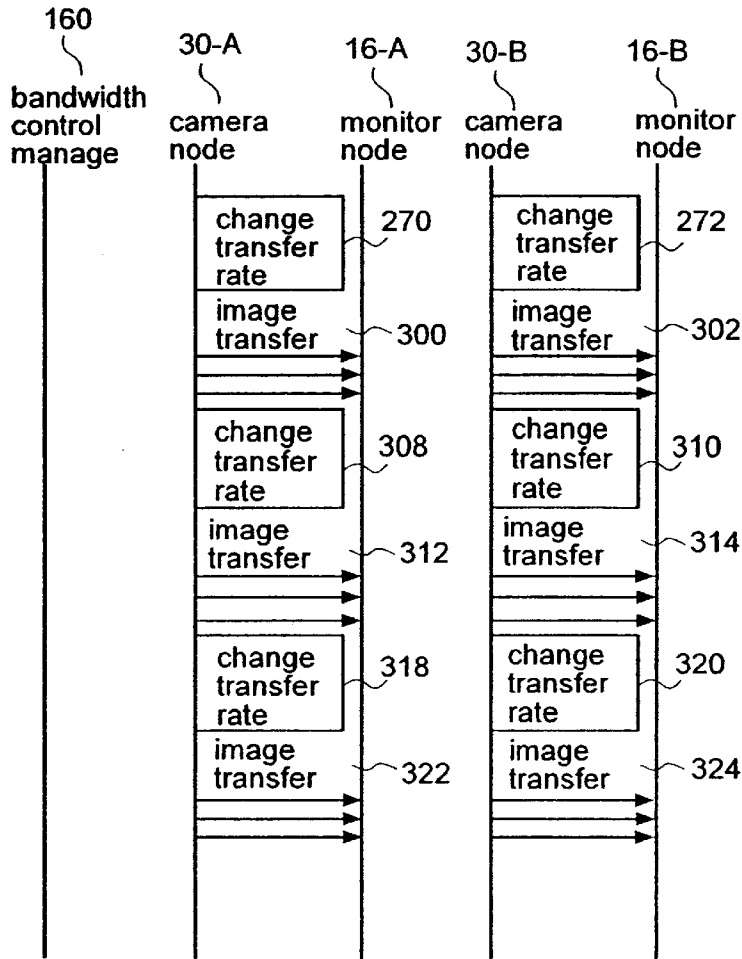 160
30-A
16-A
30-B
16-B
bandwidth
control
manage
camera
node
monitor
node
camera
node
monitor
node
change
transfer
rate
270
change
transfer
rate
272
image
transfer
300
image
transfer
302
change
transfer
rate
308
change
transfer
rate
310
image
transfer
312
image
transfer
314
change
transfer
rate
318
change
transfer
rate
320
image
transfer
322
image
transfer
324